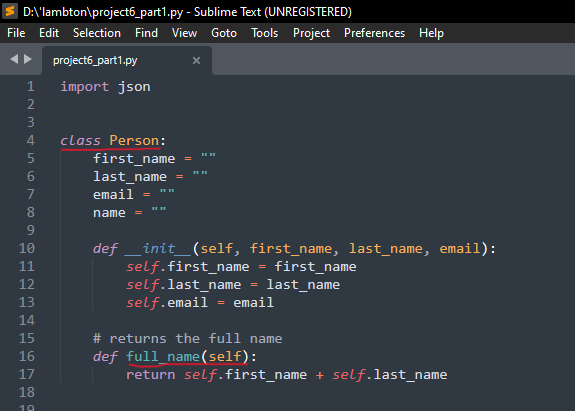 D:\'lambton\project6_part1.py - Sublime Text (UNREGISTERED)
File Edit Selection Find View Goto Tools Project Preferences Help
project6_part1.py ×
1 import json
2
3
4 class Person:
5     first_name = ""
6     last_name = ""
7     email = ""
8     name = ""
9
10     def __init__(self, first_name, last_name, email):
11         self.first_name = first_name
12         self.last_name = last_name
13         self.email = email
14
15     # returns the full name
16     def full_name(self):
17         return self.first_name + self.last_name
18
19